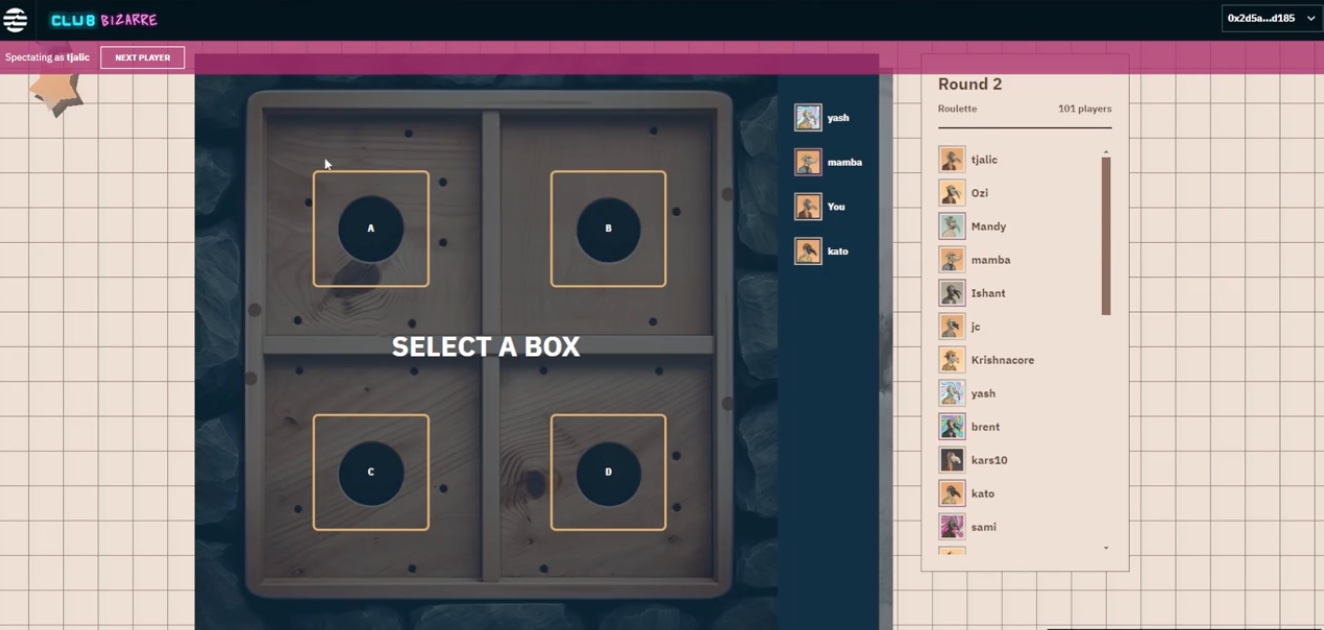 CLUB BIZARRE
0x2d5a...d185
Spectating as tjalic
NEXT PLAYER
A
B
SELECT A BOX
C
D
yash
mamba
You
kato
Round 2
Roulette
101 players
tjalic
Ozi
Mandy
mamba
Ishant
jc
Krishnacore
yash
brent
kars10
kato
sami